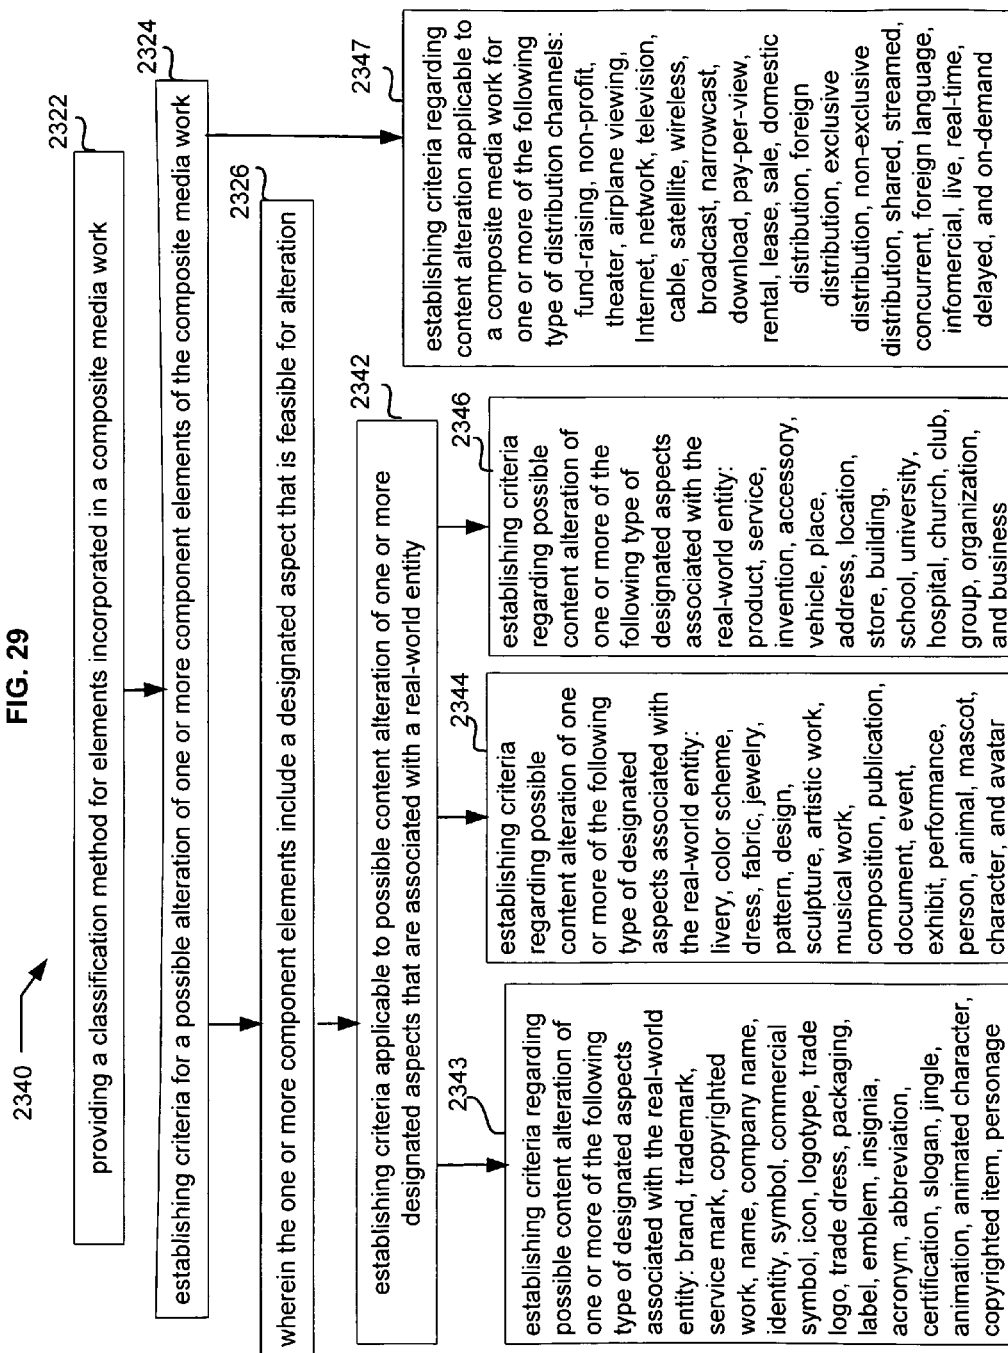 FIG. 29
2340
2322
providing a classification method for elements incorporated in a composite media work
2324
establishing criteria for a possible alteration of one or more component elements of the composite media work
2326
wherein the one or more component elements include a designated aspect that is feasible for alteration
2342
establishing criteria applicable to possible content alteration of one or more
designated aspects that are associated with a real-world entity
2343
establishing criteria regarding
possible content alteration of
one or more of the following
type of designated aspects
associated with the real-world
entity: brand, trademark,
service mark, copyrighted
work, name, company name,
identity, symbol, commercial
symbol, icon, logotype, trade
logo, trade dress, packaging,
label, emblem, insignia,
acronym, abbreviation,
certification, slogan, jingle,
animation, animated character,
copyrighted item, personage
2344
establishing criteria
regarding possible
content alteration of one
or more of the following
type of designated
aspects associated with
the real-world entity:
livery, color scheme,
dress, fabric, jewelry,
pattern, design,
sculpture, artistic work,
musical work,
composition, publication,
document, event,
exhibit, performance,
person, animal, mascot,
character, and avatar
2346
establishing criteria
regarding possible
content alteration of
one or more of the
following type of
designated aspects
associated with the
real-world entity:
product, service,
invention, accessory,
vehicle, place,
address, location,
store, building,
school, university,
hospital, church, club,
group, organization,
and business
2347
establishing criteria regarding
content alteration applicable to
a composite media work for
one or more of the following
type of distribution channels:
fund-raising, non-profit,
theater, airplane viewing,
Internet, network, television,
cable, satellite, wireless,
broadcast, narrowcast,
download, pay-per-view,
rental, lease, sale, domestic
distribution, foreign
distribution, exclusive
distribution, non-exclusive
distribution, shared, streamed,
concurrent, foreign language,
infomercial, live, real-time,
delayed, and on-demand